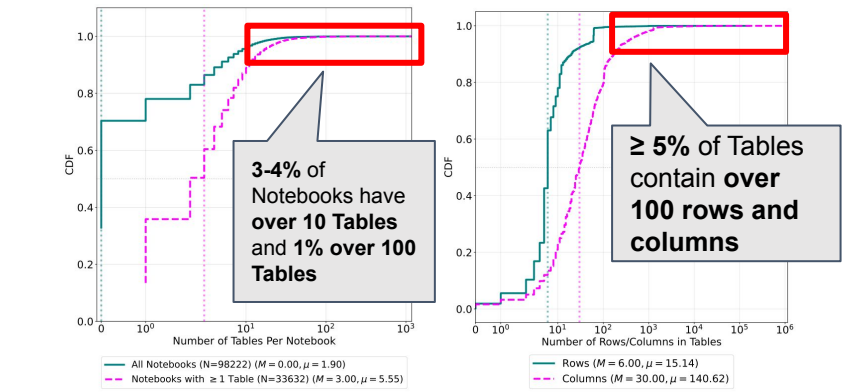 CDF
1.0
0.8
0.6
0.4
0.2
0.0
0
10⁰
10¹
10²
10³
Number of Tables Per Notebook
3-4% of
Notebooks have
over 10 Tables
and 1% over 100
Tables
All Notebooks (N=98222) (M = 0.00, μ = 1.90)
Notebooks with ≥ 1 Table (N=33632) (M = 3.00, μ = 5.55)
CDF
1.0
0.8
0.6
0.4
0.2
0.0
0
10⁰
10¹
10²
10³
10⁴
10⁵
10⁶
Number of Rows/Columns in Tables
≥ 5% of Tables
contain over
100 rows and
columns
Rows (M = 6.00, μ = 15.14)
Columns (M = 30.00, μ = 140.62)